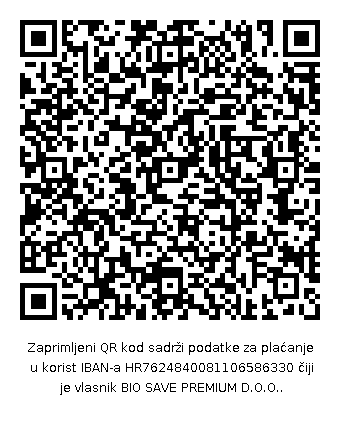 Zaprimljeni QR kod sadrži podatke za plaćanje
u korist IBAN-a HR7624840081106586330 čiji
je vlasnik BIO SAVE PREMIUM D.O.O..